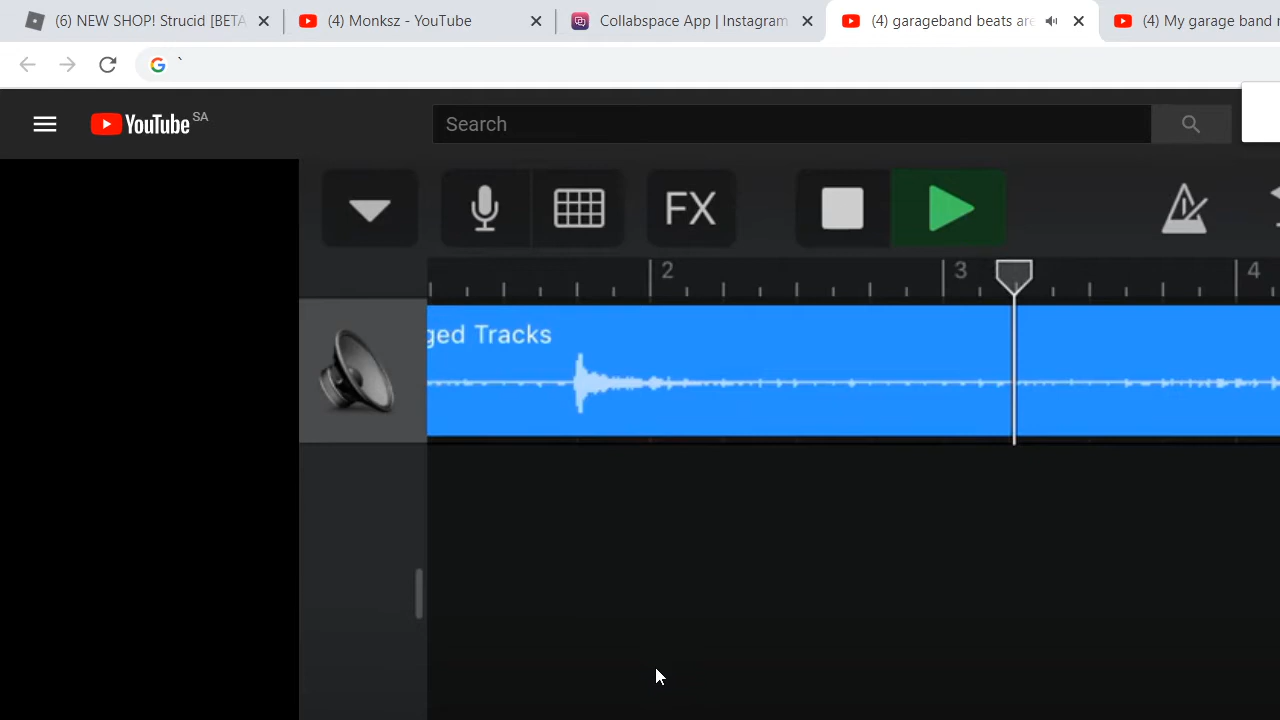 (6) NEW SHOP! Strucid [BETA
(4) Monksz - YouTube
Collabspace App | Instagram
(4) garageband beats are
(4) My garage band
`
YouTube SA
Search
FX
2
3
4
ged Tracks